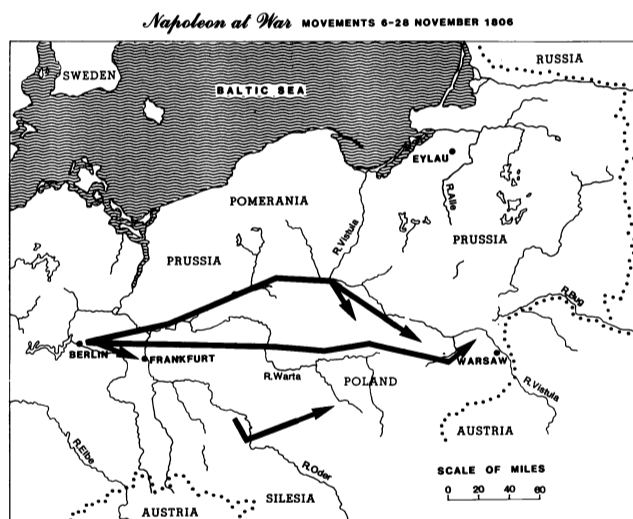 Napoleon at War MOVEMENTS 6-28 NOVEMBER 1806
RUSSIA
SWEDEN
BALTIC SEA
EYLAU
R.Alle
POMERANIA
R.Vistula
PRUSSIA
PRUSSIA
R.Bug
BERLIN
FRANKFURT
WARSAW
R.Warta
POLAND
R.Vistula
AUSTRIA
R.Elbe
R.Oder
SCALE OF MILES
SILESIA
0 20 40 60
AUSTRIA